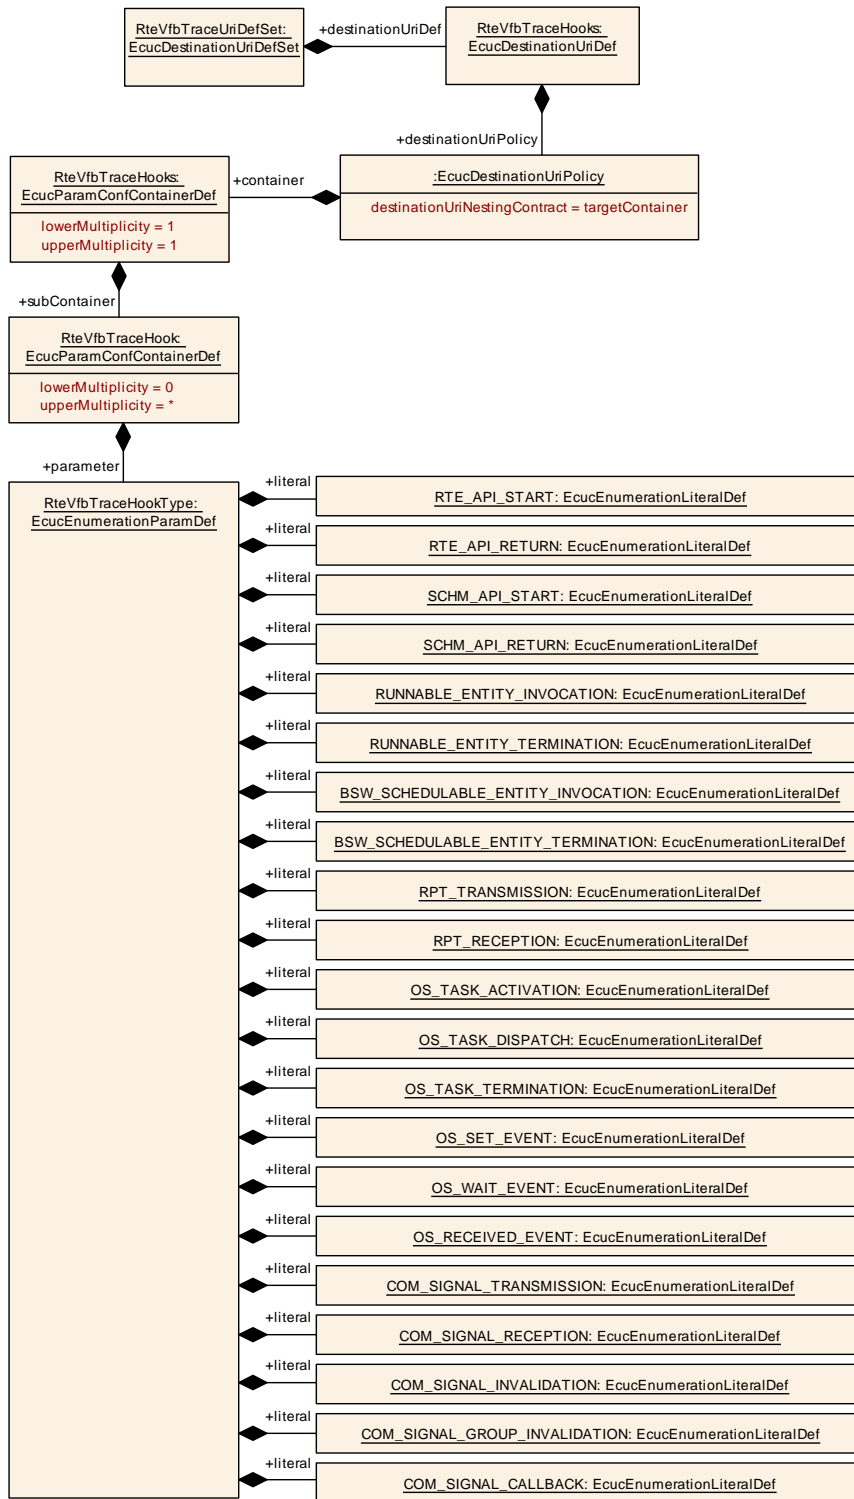 RteVfbTraceUriDefSet:
EcucDestinationUriDefSet
+destinationUriDef
RteVfbTraceHooks:
EcucDestinationUriDef
+destinationUriPolicy
RteVfbTraceHooks:
EcucParamConfContainerDef
lowerMultiplicity = 1
upperMultiplicity = 1
+container
:EcucDestinationUriPolicy
destinationUriNestingContract = targetContainer
+subContainer
RteVfbTraceHook:
EcucParamConfContainerDef
lowerMultiplicity = 0
upperMultiplicity = *
+parameter
RteVfbTraceHookType:
EcucEnumerationParamDef
+literal
RTE_API_START: EcucEnumerationLiteralDef
+literal
RTE_API_RETURN: EcucEnumerationLiteralDef
+literal
SCHM_API_START: EcucEnumerationLiteralDef
+literal
SCHM_API_RETURN: EcucEnumerationLiteralDef
+literal
RUNNABLE_ENTITY_INVOCATION: EcucEnumerationLiteralDef
+literal
RUNNABLE_ENTITY_TERMINATION: EcucEnumerationLiteralDef
+literal
BSW_SCHEDULABLE_ENTITY_INVOCATION: EcucEnumerationLiteralDef
+literal
BSW_SCHEDULABLE_ENTITY_TERMINATION: EcucEnumerationLiteralDef
+literal
RPT_TRANSMISSION: EcucEnumerationLiteralDef
+literal
RPT_RECEPTION: EcucEnumerationLiteralDef
+literal
OS_TASK_ACTIVATION: EcucEnumerationLiteralDef
+literal
OS_TASK_DISPATCH: EcucEnumerationLiteralDef
+literal
OS_TASK_TERMINATION: EcucEnumerationLiteralDef
+literal
OS_SET_EVENT: EcucEnumerationLiteralDef
+literal
OS_WAIT_EVENT: EcucEnumerationLiteralDef
+literal
OS_RECEIVED_EVENT: EcucEnumerationLiteralDef
+literal
COM_SIGNAL_TRANSMISSION: EcucEnumerationLiteralDef
+literal
COM_SIGNAL_RECEPTION: EcucEnumerationLiteralDef
+literal
COM_SIGNAL_INVALIDATION: EcucEnumerationLiteralDef
+literal
COM_SIGNAL_GROUP_INVALIDATION: EcucEnumerationLiteralDef
+literal
COM_SIGNAL_CALLBACK: EcucEnumerationLiteralDef